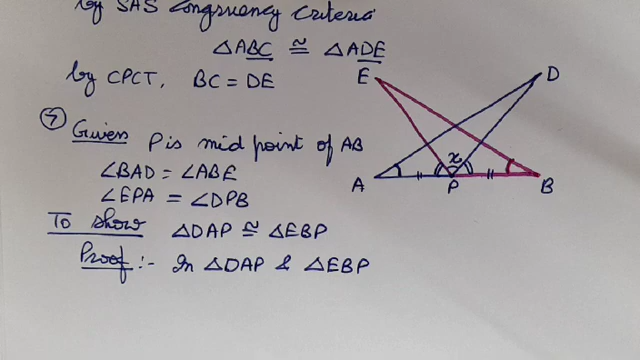 by SAS Congruency Criteria
△ABC ≅ △ADE
by CPCT, BC = DE
7 Given P is mid point of AB
∠BAD = ∠ABE
∠EPA = ∠DPB
To show △DAP ≅ △EBP
Proof :- In △DAP & △EBP
E D
x
A P B